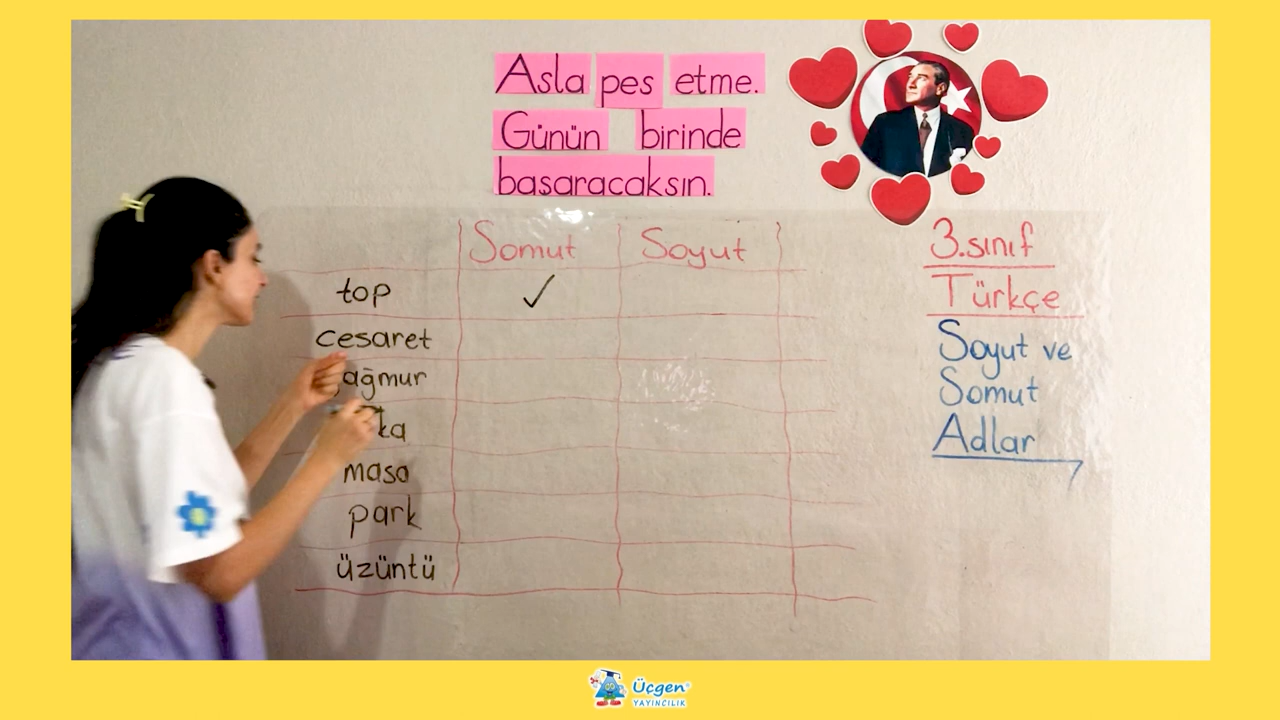 Asla pes etme.
Günün birinde
başaracaksın.
Somut Soyut
top ✓
cesaret
ağmur
ka
masa
park
üzüntü
3.sınıf
Türkçe
Soyut ve
Somut
Adlar
Üçgen
YAYINCILIK